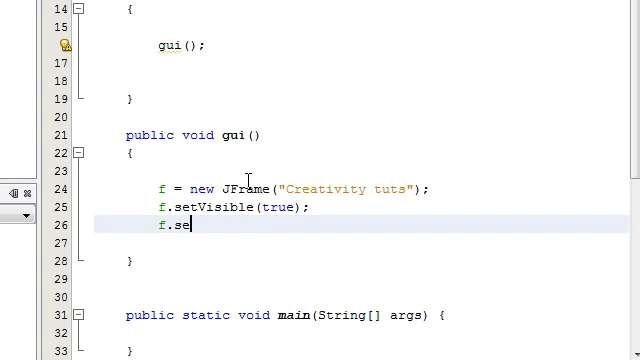 14 {
15
gui();
17
18
19 }
20
21 public void gui()
22 {
23
24 f = new JFrame("Creativity tuts");
25 f.setVisible(true);
26 f.se
27
28 }
29
30
31 public static void main(String[] args) {
32
33 }